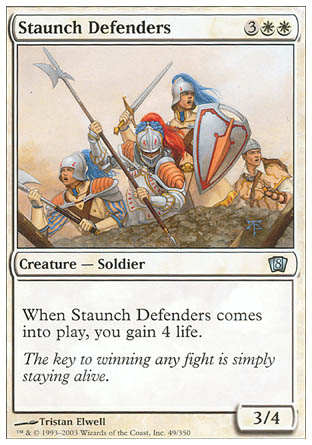 Staunch Defenders 3
Creature — Soldier 8
When Staunch Defenders comes
into play, you gain 4 life.
The key to winning any fight is simply
staying alive.
Tristan Elwell
™ & © 1993–2003 Wizards of the Coast, Inc. 49/350
3/4